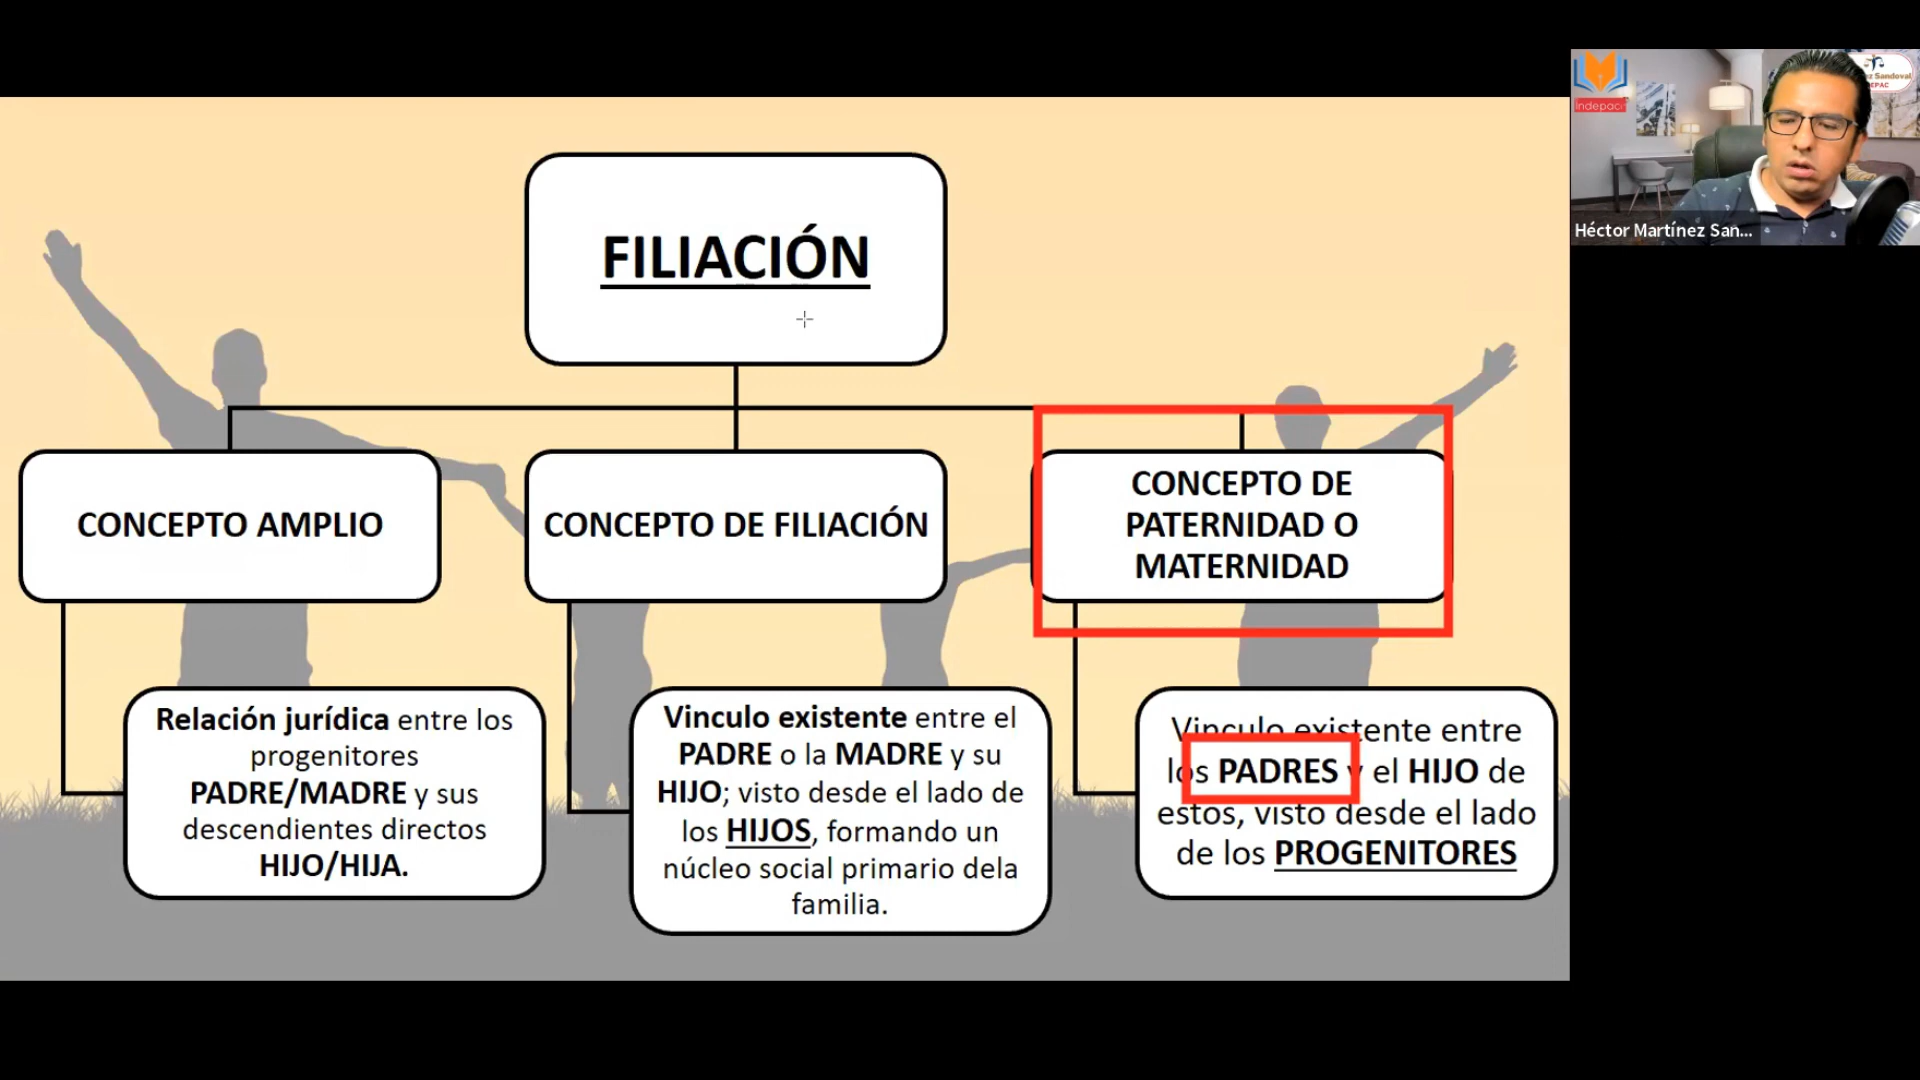 FILIACIÓN
CONCEPTO AMPLIO
Relación jurídica entre los
progenitores
PADRE/MADRE y sus
descendientes directos
HIJO/HIJA.
CONCEPTO DE FILIACIÓN
Vinculo existente entre el
PADRE o la MADRE y su
HIJO; visto desde el lado de
los HIJOS, formando un
núcleo social primario dela
familia.
CONCEPTO DE
PATERNIDAD O
MATERNIDAD
Vinculo existente entre
los PADRES y el HIJO de
estos, visto desde el lado
de los PROGENITORES
Indepac
Sandoval
Héctor Martínez San...